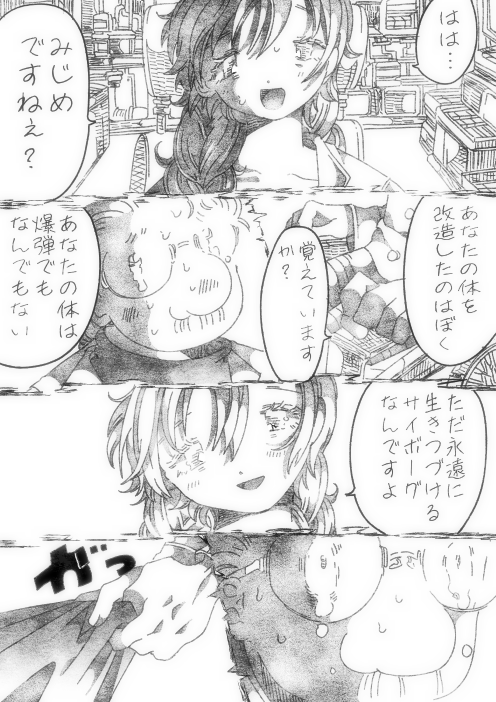 はは…
みじめ
ですねぇ？
あなたの体を
改造したのはぼく
覚えています
か？
あなたの体は
爆弾でも
なんでもない
ただ永遠に
生きつづける
サイボーグ
なんですよ
がっ